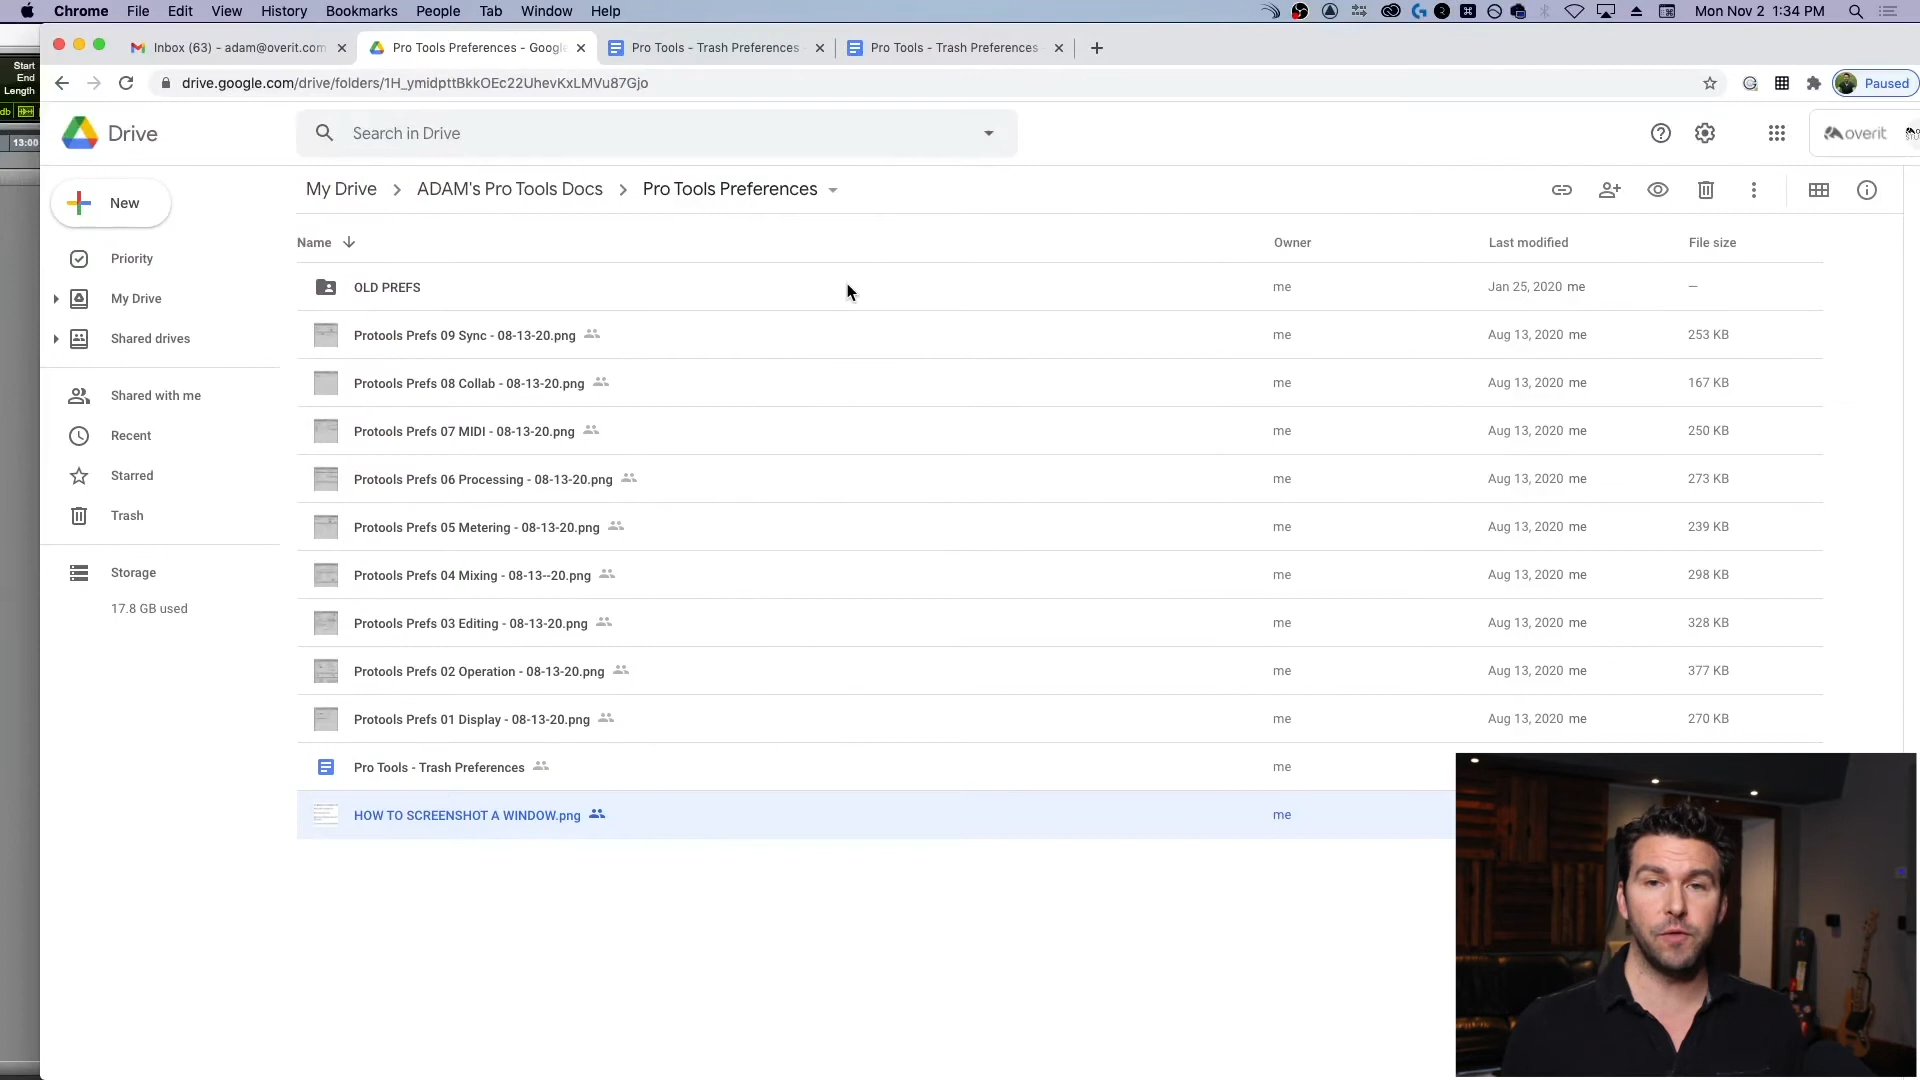 Chrome File Edit View History Bookmarks People Tab Window Help Mon Nov 2 1:34 PM
Start
End
Length
13:00
Inbox (63) - adam@overit.com
Pro Tools Preferences - Google
Pro Tools - Trash Preferences
Pro Tools - Trash Preferences
drive.google.com/drive/folders/1H_ymidpttBkkOEc22UhevKxLMVu87Gjo
Paused
Drive
Search in Drive
overit
New
My Drive > ADAM's Pro Tools Docs > Pro Tools Preferences
Priority
My Drive
Shared drives
Shared with me
Recent
Starred
Trash
Storage
17.8 GB used
Name Owner Last modified File size
OLD PREFS me Jan 25, 2020 me —
Protools Prefs 09 Sync - 08-13-20.png me Aug 13, 2020 me 253 KB
Protools Prefs 08 Collab - 08-13-20.png me Aug 13, 2020 me 167 KB
Protools Prefs 07 MIDI - 08-13-20.png me Aug 13, 2020 me 250 KB
Protools Prefs 06 Processing - 08-13-20.png me Aug 13, 2020 me 273 KB
Protools Prefs 05 Metering - 08-13-20.png me Aug 13, 2020 me 239 KB
Protools Prefs 04 Mixing - 08-13--20.png me Aug 13, 2020 me 298 KB
Protools Prefs 03 Editing - 08-13-20.png me Aug 13, 2020 me 328 KB
Protools Prefs 02 Operation - 08-13-20.png me Aug 13, 2020 me 377 KB
Protools Prefs 01 Display - 08-13-20.png me Aug 13, 2020 me 270 KB
Pro Tools - Trash Preferences me
HOW TO SCREENSHOT A WINDOW.png me